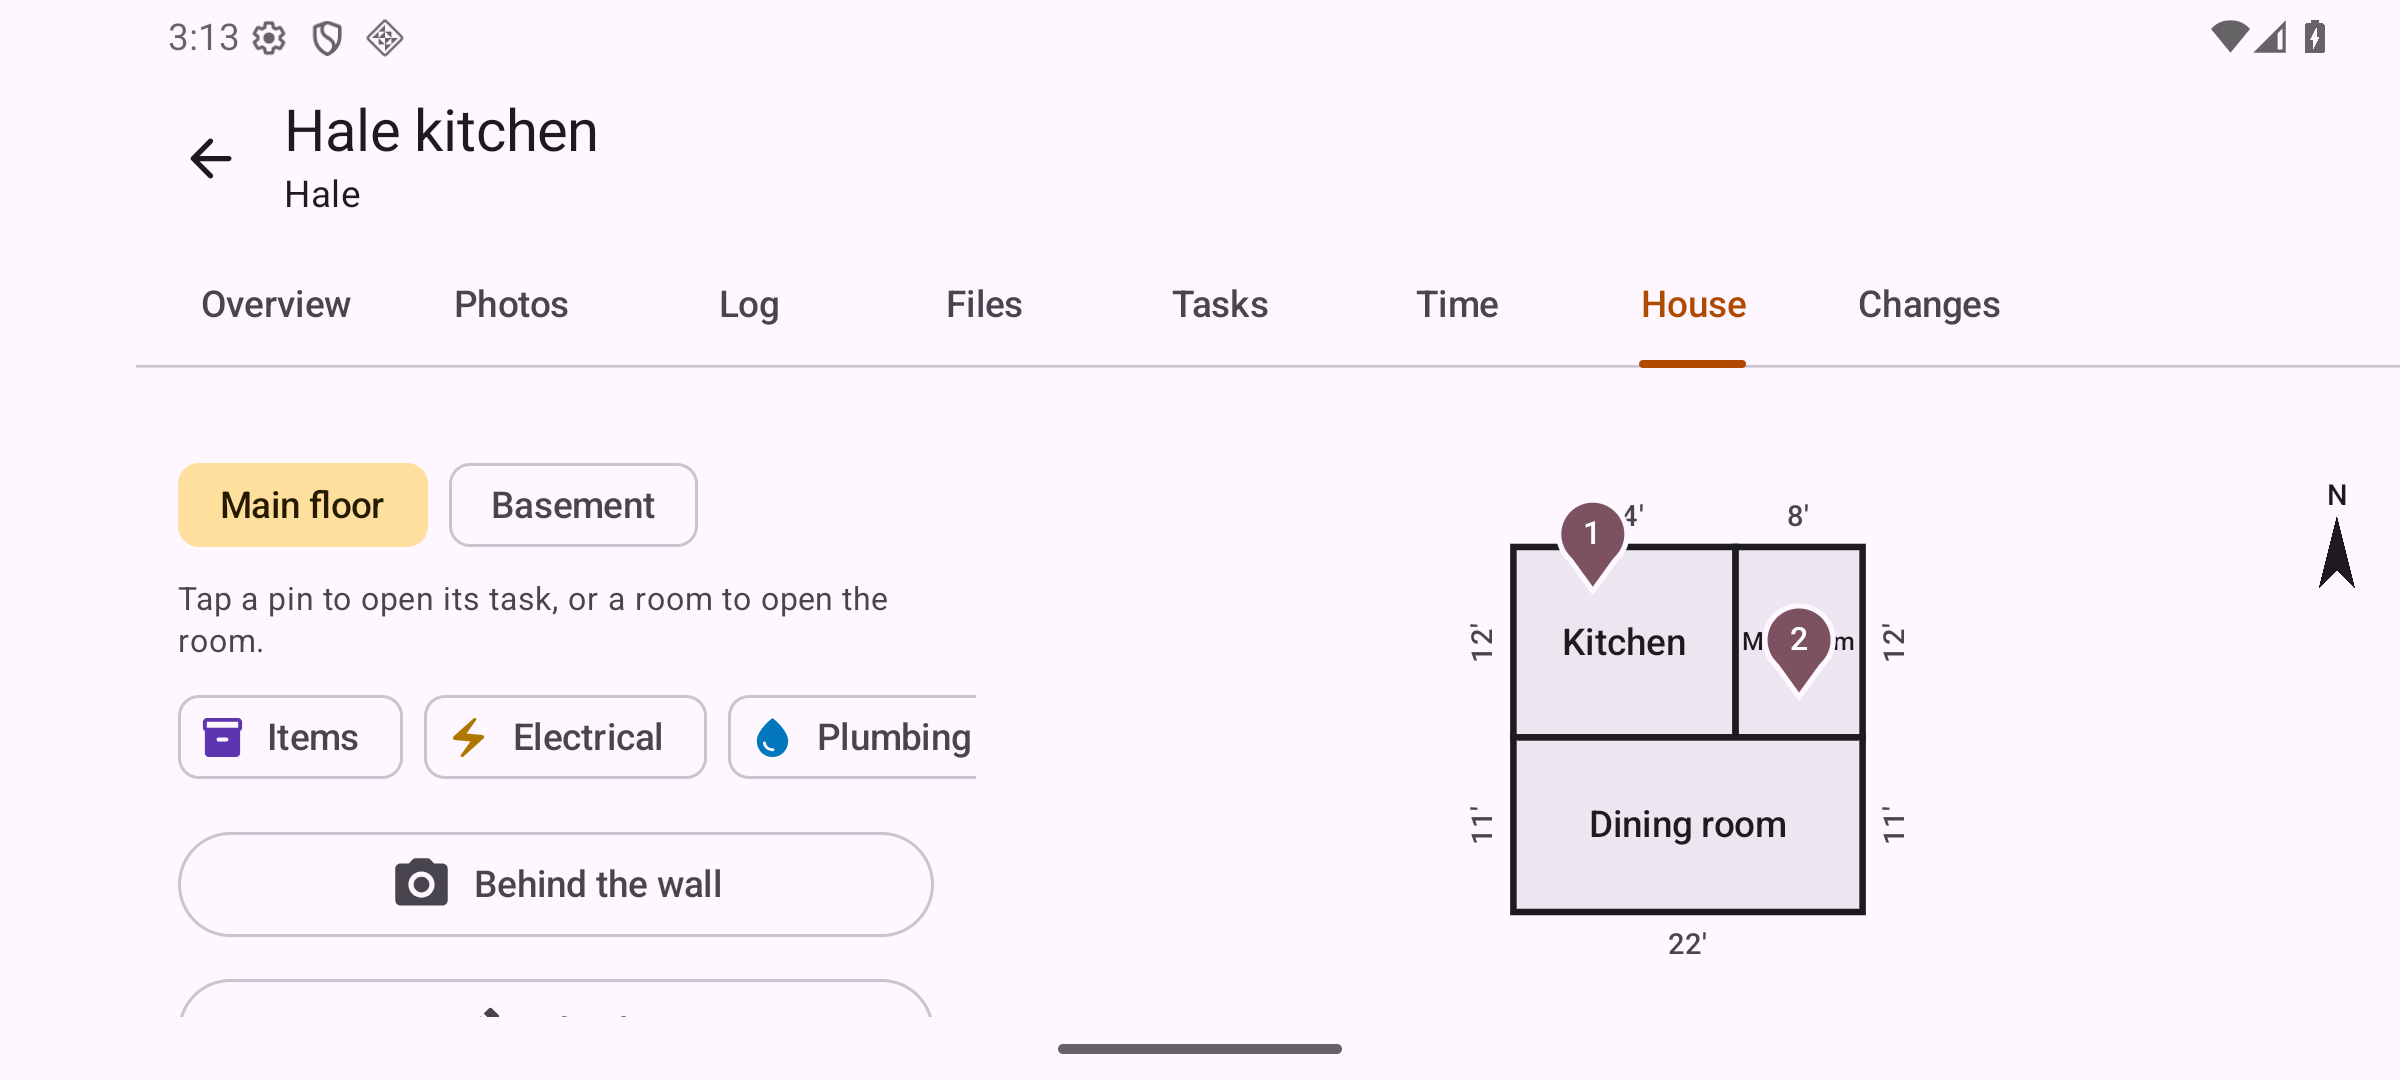 3:13
Hale kitchen
Hale
Overview Photos Log Files Tasks Time House Changes
Main floor Basement
Tap a pin to open its task, or a room to open the
room.
Items Electrical Plumbing
Behind the wall
N
1 4' 8'
12' Kitchen M 2 m 12'
11' Dining room 11'
22'